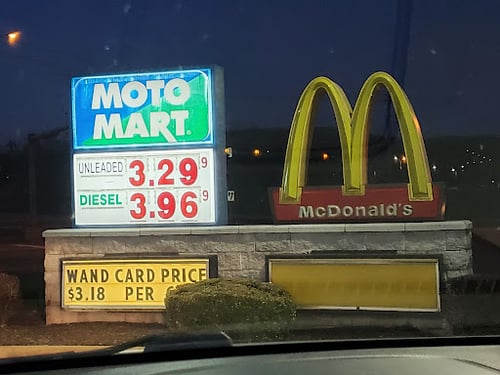 MOTO
MART
UNLEADED 3.29 9
DIESEL 3.96 9
McDonald's
WAND CARD PRICE
$3.18 PER